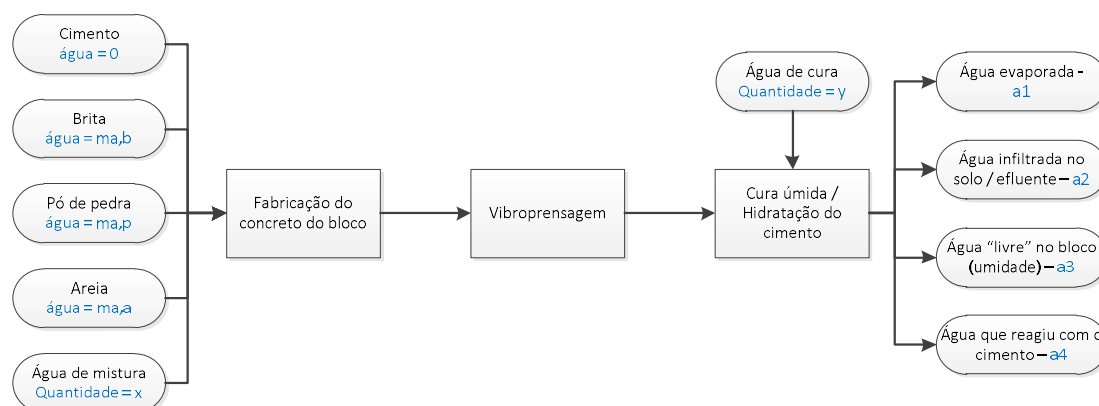 Cimento
água = 0
Brita
água = ma,b
Pó de pedra
água = ma,p
Areia
água = ma,a
Água de mistura
Quantidade = x
Fabricação do
concreto do bloco
Vibroprensagem
Água de cura
Quantidade = y
Cura úmida /
Hidratação do
cimento
Água evaporada –
a1
Água infiltrada no
solo / efluente – a2
Água “livre” no bloco
(umidade) – a3
Água que reagiu com o
cimento – a4